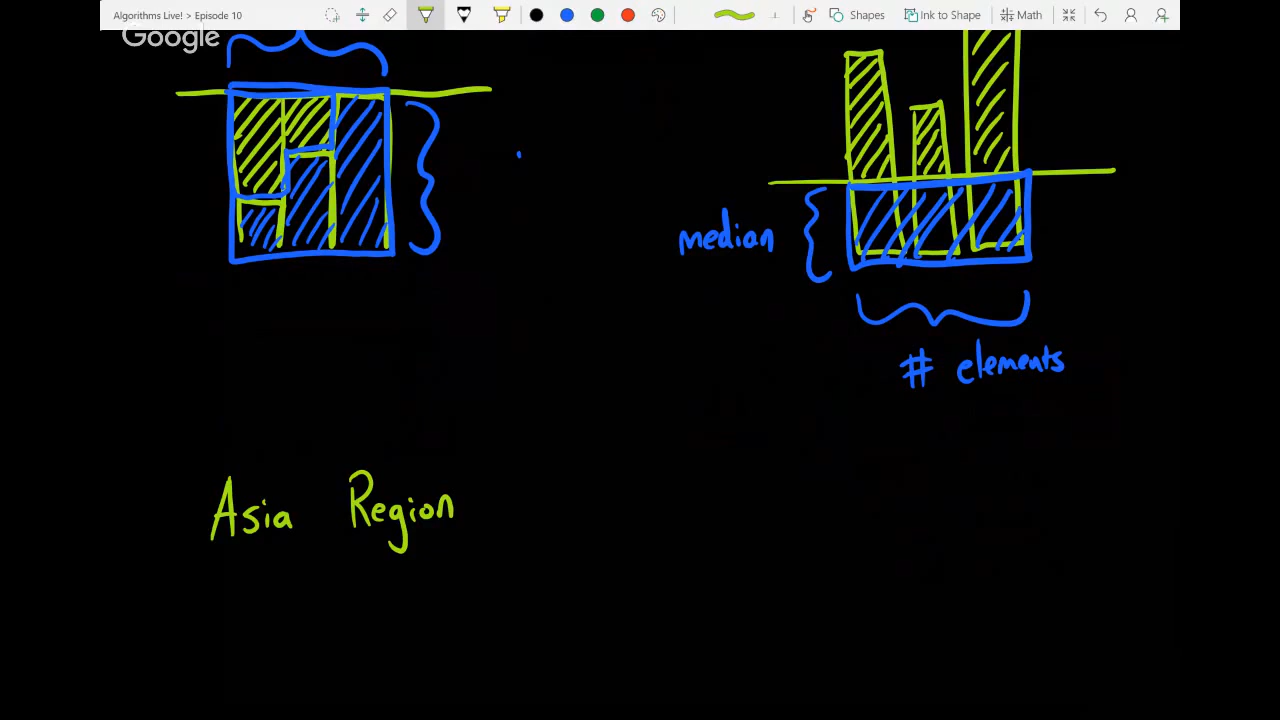 Algorithms Live! > Episode 10
Shapes
Ink to Shape
Math
Google
median
# elements
Asia Region